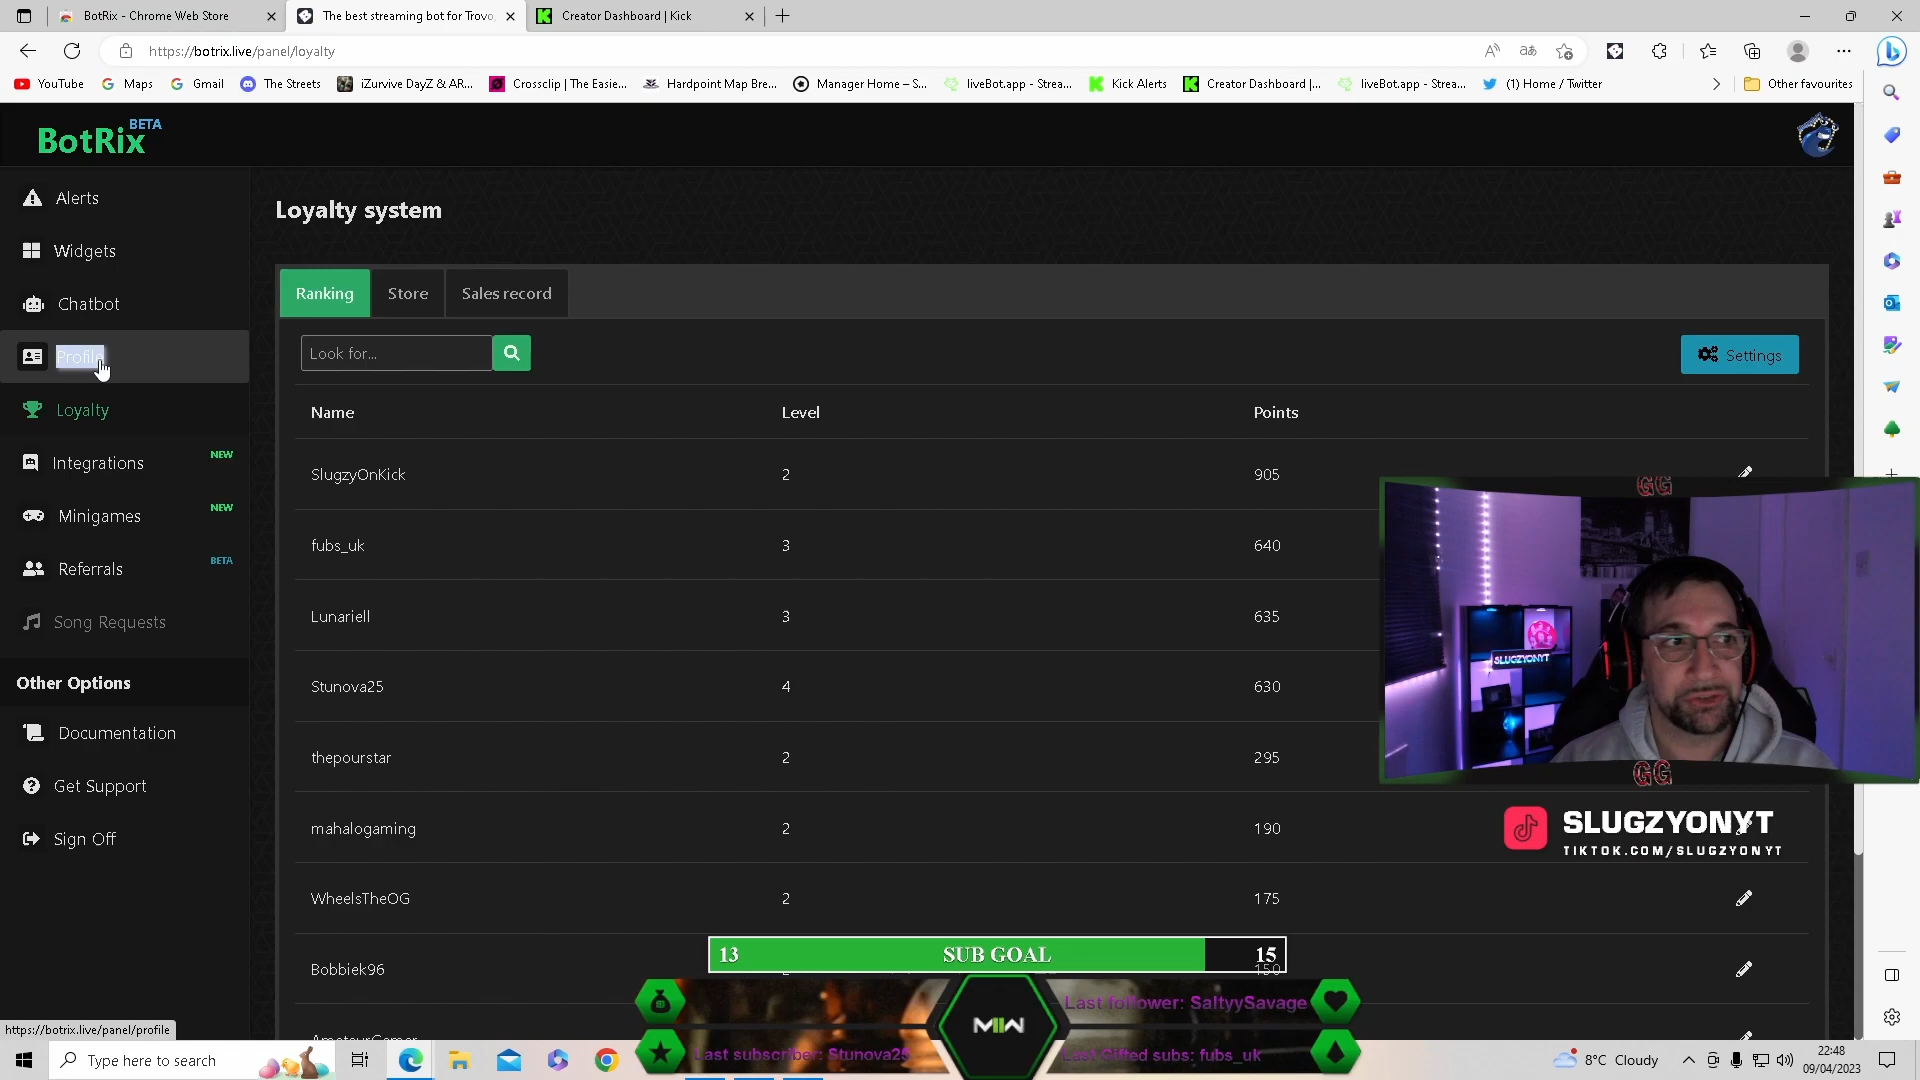 BotRix - Chrome Web Store
The best streaming bot for Trovo,
Creator Dashboard | Kick
https://botrix.live/panel/loyalty
YouTube
Maps
Gmail
The Streets
iZurvive DayZ & AR...
Crossclip | The Easie...
Hardpoint Map Bre...
Manager Home – S...
liveBot.app - Strea...
Kick Alerts
Creator Dashboard |...
liveBot.app - Strea...
(1) Home / Twitter
Other favourites
BotRix BETA
Alerts
Widgets
Chatbot
Profile
Loyalty
Integrations NEW
Minigames NEW
Referrals BETA
Song Requests
Other Options
Documentation
Get Support
Sign Off
Loyalty system
Ranking
Store
Sales record
Look for...
Settings
Name Level Points
SlugzyOnKick 2 905
fubs_uk 3 640
Lunariell 3 635
Stunova25 4 630
thepourstar 2 295
mahalogaming 2 190
WheelsTheOG 2 175
Bobbiek96 2 150
GG
SLUGZYONYT
GG
SLUGZYONYT
TIKTOK.COM/SLUGZYONYT
13 SUB GOAL 15
Last follower: SaltyySavage
MW
Last subscriber: Stunova25
Last Gifted subs: fubs_uk
https://botrix.live/panel/profile
Type here to search
8°C Cloudy
22:48
09/04/2023